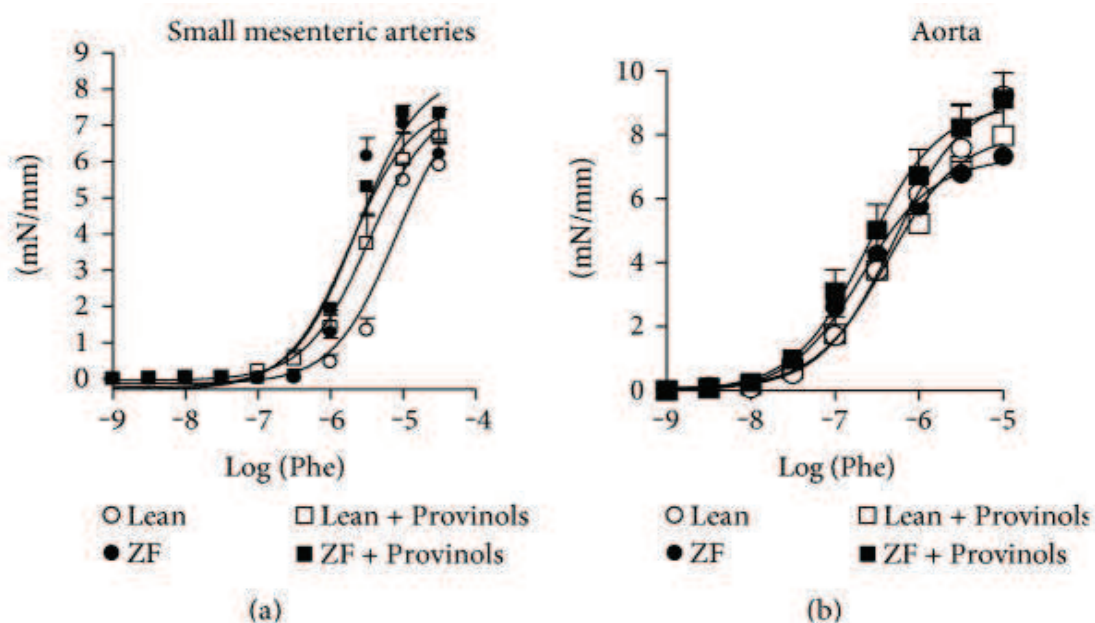 Small mesenteric arteries
9
8
7
6
5
4
3
2
1
0
(mN/mm)
−9 −8 −7 −6 −5 −4
Log (Phe)
Lean Lean + Provinols
ZF ZF + Provinols
(a)
Aorta
10
8
6
4
2
0
(mN/mm)
−9 −8 −7 −6 −5
Log (Phe)
Lean Lean + Provinols
ZF ZF + Provinols
(b)